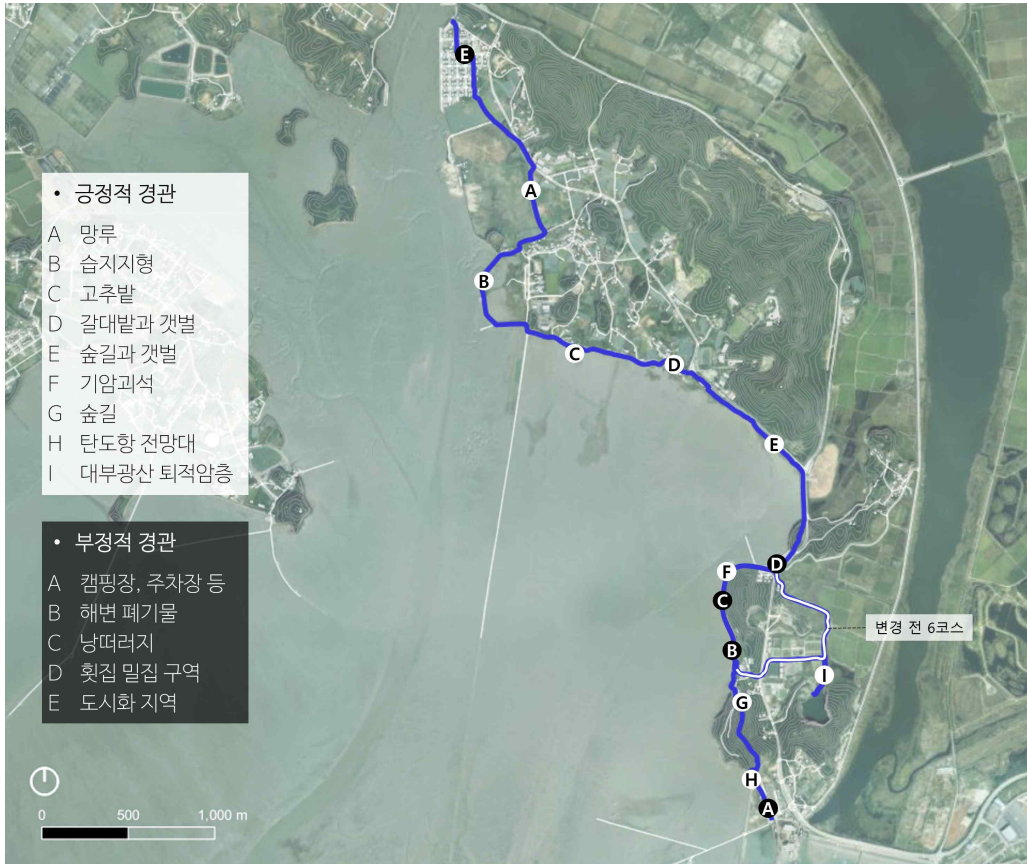 • 긍정적 경관
A 망루
B 습지지형
C 고추밭
D 갈대밭과 갯벌
E 숲길과 갯벌
F 기암괴석
G 숲길
H 탄도항 전망대
I 대부광산 퇴적암층
• 부정적 경관
A 캠핑장, 주차장 등
B 해변 폐기물
C 낭떠러지
D 횟집 밀집 구역
E 도시화 지역
0 500 1,000 m
E
A
B
C
D
E
D
F
C
변경 전 6코스
B
I
G
H
A